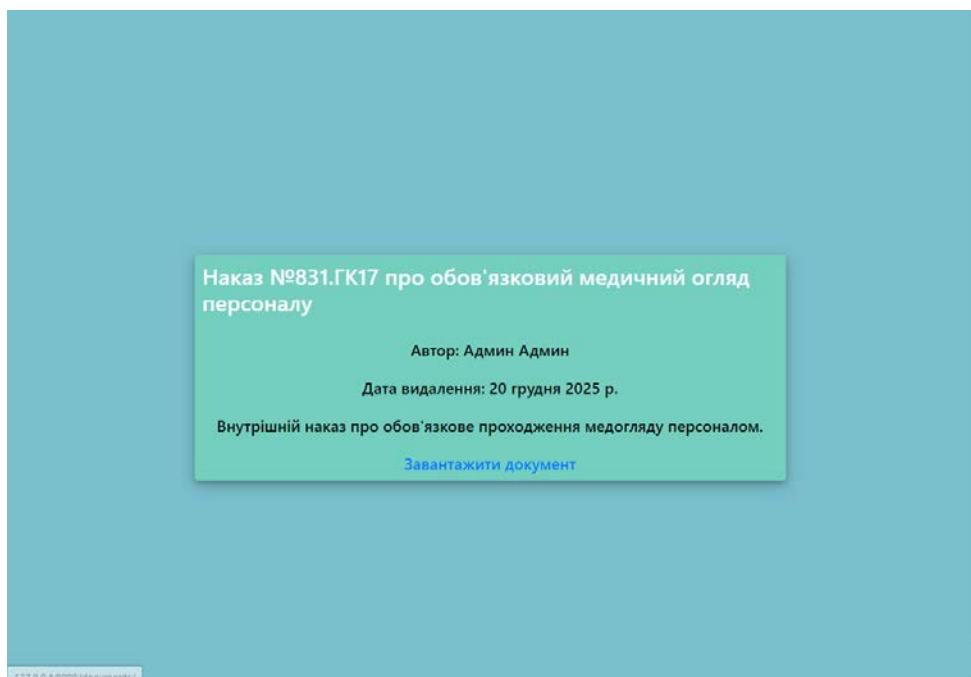 Наказ №831.ГК17 про обов'язковий медичний огляд
персоналу
Автор: Админ Админ
Дата видалення: 20 грудня 2025 р.
Внутрішній наказ про обов'язкове проходження медогляду персоналом.
Завантажити документ